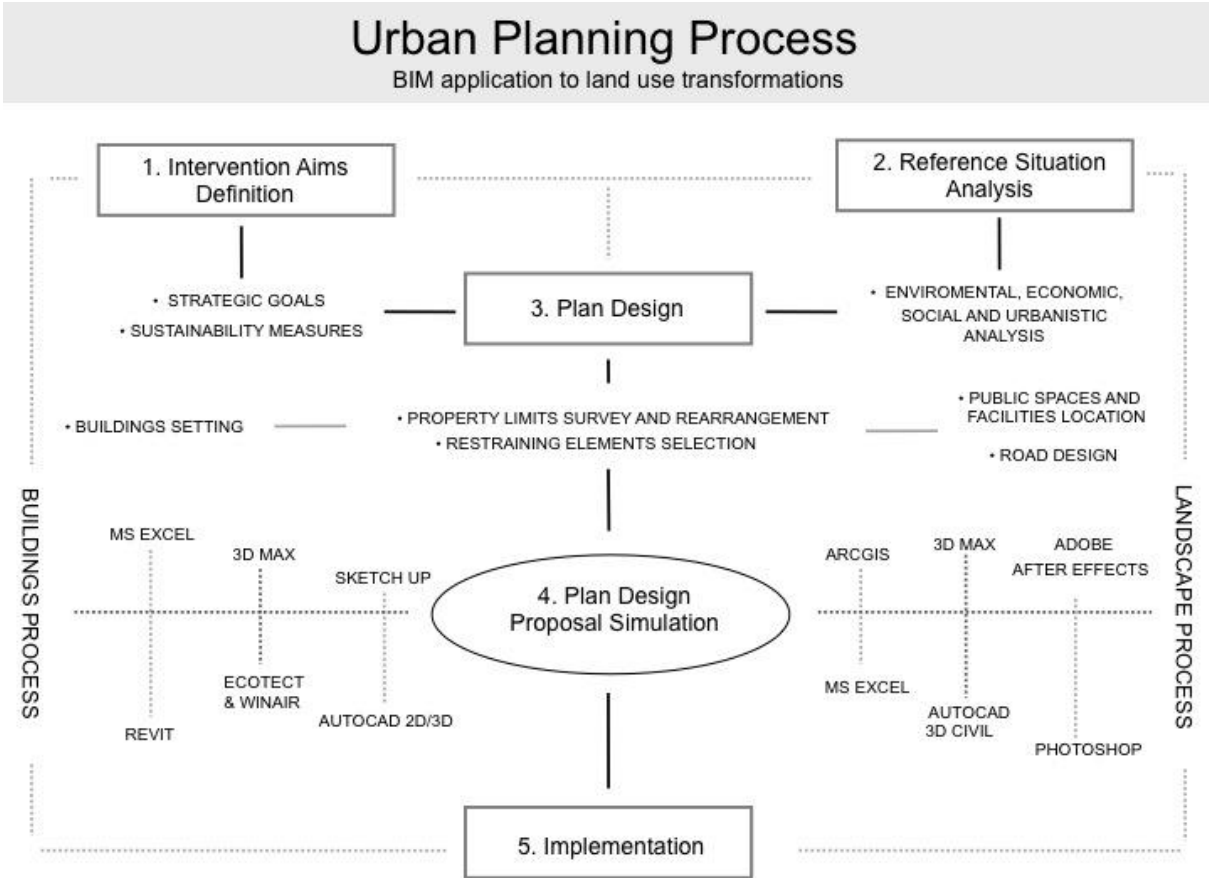 Urban Planning Process
BIM application to land use transformations
1. Intervention Aims
Definition
2. Reference Situation
Analysis
3. Plan Design
• STRATEGIC GOALS
• SUSTAINABILITY MEASURES
• ENVIROMENTAL, ECONOMIC,
SOCIAL AND URBANISTIC
ANALYSIS
• BUILDINGS SETTING
• PROPERTY LIMITS SURVEY AND REARRANGEMENT
• RESTRAINING ELEMENTS SELECTION
• PUBLIC SPACES AND
FACILITIES LOCATION
• ROAD DESIGN
BUILDINGS PROCESS
MS EXCEL
3D MAX
SKETCH UP
REVIT
ECOTECT
& WINAIR
AUTOCAD 2D/3D
4. Plan Design
Proposal Simulation
ARCGIS
3D MAX
ADOBE
AFTER EFFECTS
MS EXCEL
AUTOCAD
3D CIVIL
PHOTOSHOP
LANDSCAPE PROCESS
5. Implementation